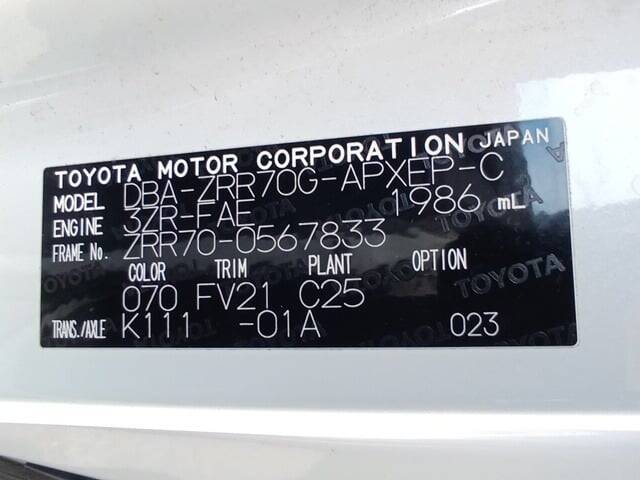 TOYOTA MOTOR CORPORATION JAPAN
MODEL DBA-ZRR70G-APXEP-C
ENGINE 3ZR-FAE 1986 mL
FRAME No. ZRR70-0567833
COLOR TRIM PLANT OPTION
070 FV21 C25
TRANS./AXLE K111 -01A 023